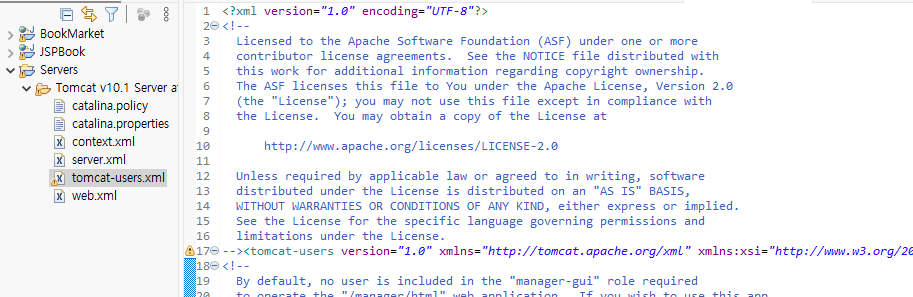 BookMarket
JSPBook
Servers
Tomcat v10.1 Server
catalina.policy
catalina.properties
context.xml
server.xml
tomcat-users.xml
web.xml
1 <?xml version="1.0" encoding="UTF-8"?>
2 <!--
3 Licensed to the Apache Software Foundation (ASF) under one or more
4 contributor license agreements.  See the NOTICE file distributed with
5 this work for additional information regarding copyright ownership.
6 The ASF licenses this file to You under the Apache License, Version 2.0
7 (the "License"); you may not use this file except in compliance with
8 the License.  You may obtain a copy of the License at
9
10 http://www.apache.org/licenses/LICENSE-2.0
11
12 Unless required by applicable law or agreed to in writing, software
13 distributed under the License is distributed on an "AS IS" BASIS,
14 WITHOUT WARRANTIES OR CONDITIONS OF ANY KIND, either express or implied.
15 See the License for the specific language governing permissions and
16 limitations under the License.
17 --><tomcat-users version="1.0" xmlns="http://tomcat.apache.org/xml" xmlns:xsi="http://www.w3.org/20
18 <!--
19 By default, no user is included in the "manager-gui" role required
20 to operate the "/manager/html" web application.  If you wish to use this app